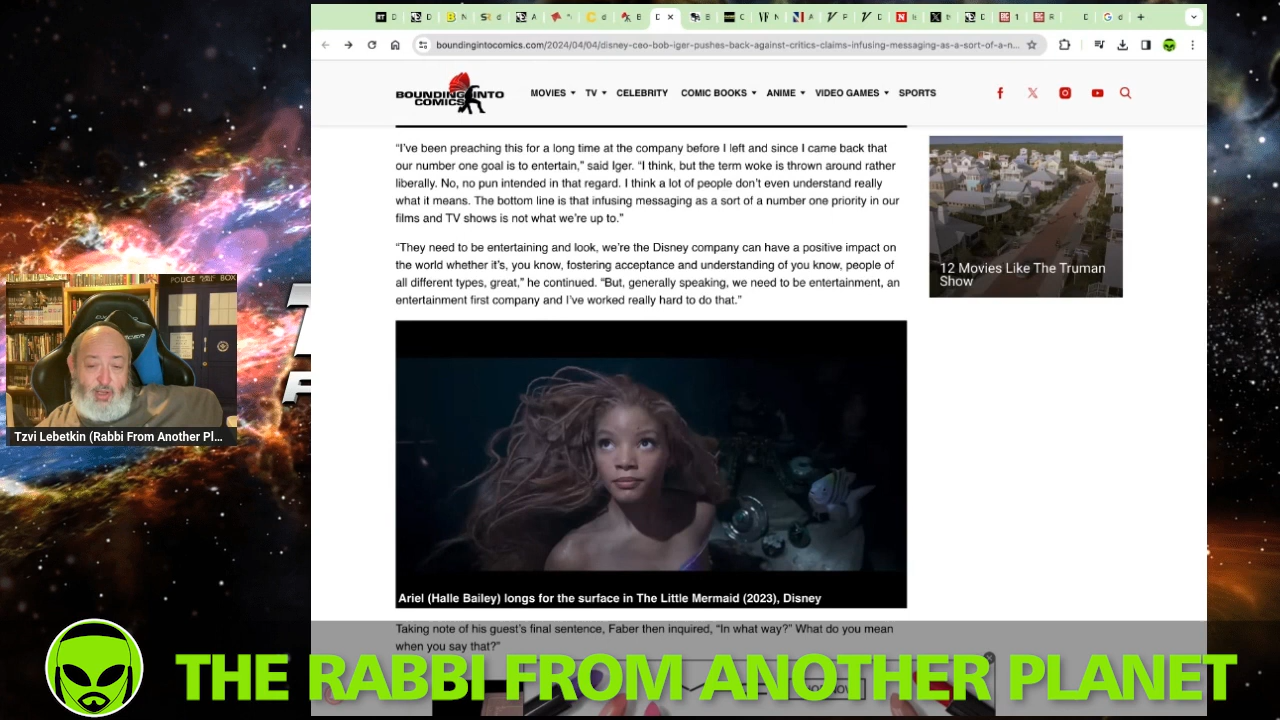 boundingintocomics.com/2024/04/04/disney-ceo-bob-iger-pushes-back-against-critics-claims-infusing-messaging-as-a-sort-of-a-n...
BOUNDING INTO
COMICS
MOVIES TV CELEBRITY COMIC BOOKS ANIME VIDEO GAMES SPORTS
“I’ve been preaching this for a long time at the company before I left and since I came back that
our number one goal is to entertain,” said Iger. “I think, but the term woke is thrown around rather
liberally. No, no pun intended in that regard. I think a lot of people don’t even understand really
what it means. The bottom line is that infusing messaging as a sort of a number one priority in our
films and TV shows is not what we’re up to.”
“They need to be entertaining and look, we’re the Disney company can have a positive impact on
the world whether it’s, you know, fostering acceptance and understanding of you know, people of
all different types, great,” he continued. “But, generally speaking, we need to be entertainment, an
entertainment first company and I’ve worked really hard to do that.”
12 Movies Like The Truman
Show
POLICE BOX
Tzvi Lebetkin (Rabbi From Another Pl...
Ariel (Halle Bailey) longs for the surface in The Little Mermaid (2023), Disney
Taking note of his guest’s final sentence, Faber then inquired, “In what way?” What do you mean
when you say that?”
THE RABBI FROM ANOTHER PLANET